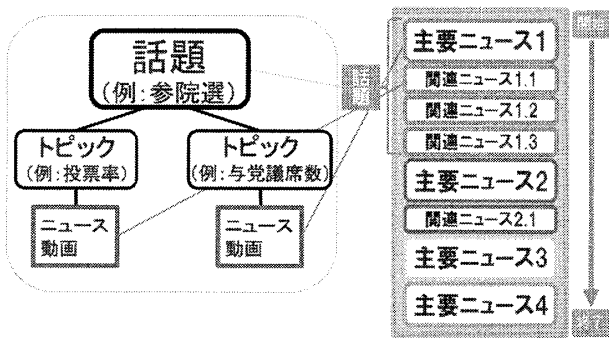 話題
(例:参院選)
トピック
(例:投票率)
トピック
(例:与党議席数)
ニュース
動画
ニュース
動画
話題
主要ニュース1
関連ニュース1.1
関連ニュース1.2
関連ニュース1.3
主要ニュース2
関連ニュース2.1
主要ニュース3
主要ニュース4
開始
終了